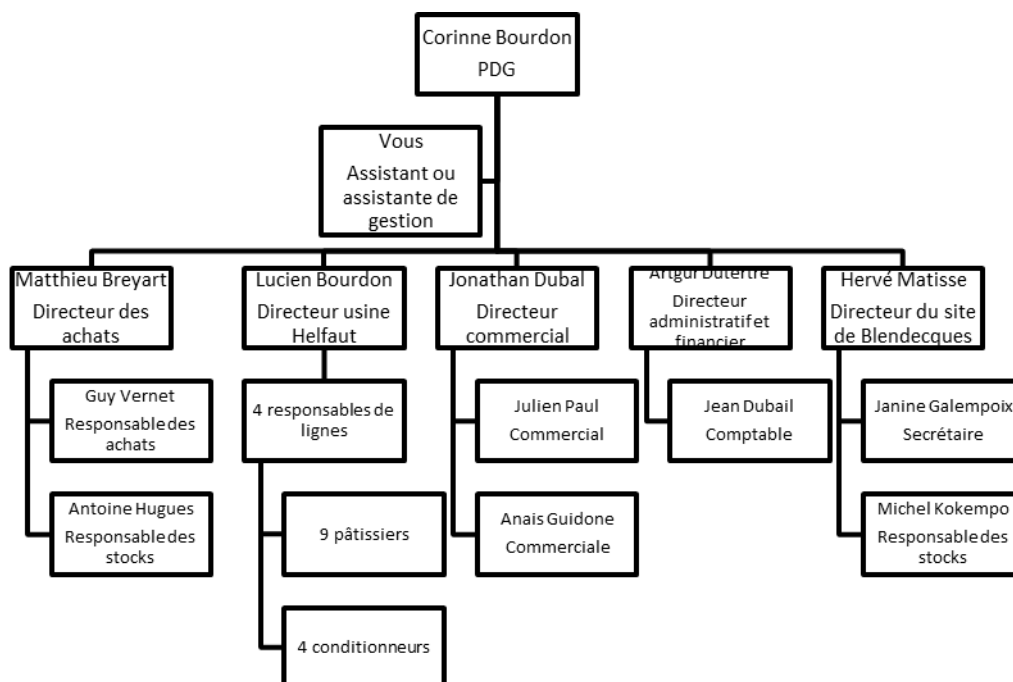 Corinne Bourdon
PDG
Vous
Assistant ou
assistante de
gestion
Matthieu Breyart
Directeur des
achats
Lucien Bourdon
Directeur usine
Helfaut
Jonathan Dubal
Directeur
commercial
Artgur Dutertre
Directeur
administratif et
financier
Hervé Matisse
Directeur du site
de Blendecques
Guy Vernet
Responsable des
achats
4 responsables de
lignes
Julien Paul
Commercial
Jean Dubail
Comptable
Janine Galempoix
Secrétaire
Antoine Hugues
Responsable des
stocks
9 pâtissiers
Anais Guidone
Commerciale
Michel Kokempo
Responsable des
stocks
4 conditionneurs